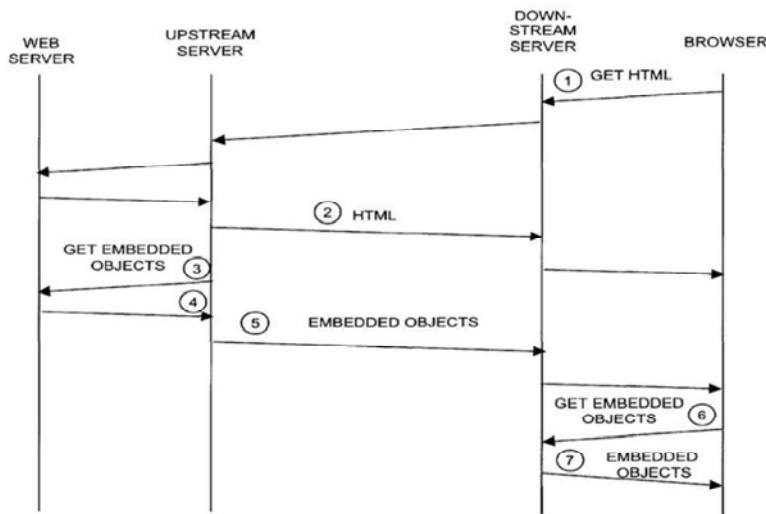 WEB
SERVER
UPSTREAM
SERVER
DOWN-
STREAM
SERVER
BROWSER
1 GET HTML
2 HTML
GET EMBEDDED
OBJECTS 3
4
5 EMBEDDED OBJECTS
GET EMBEDDED
OBJECTS 6
7 EMBEDDED
OBJECTS